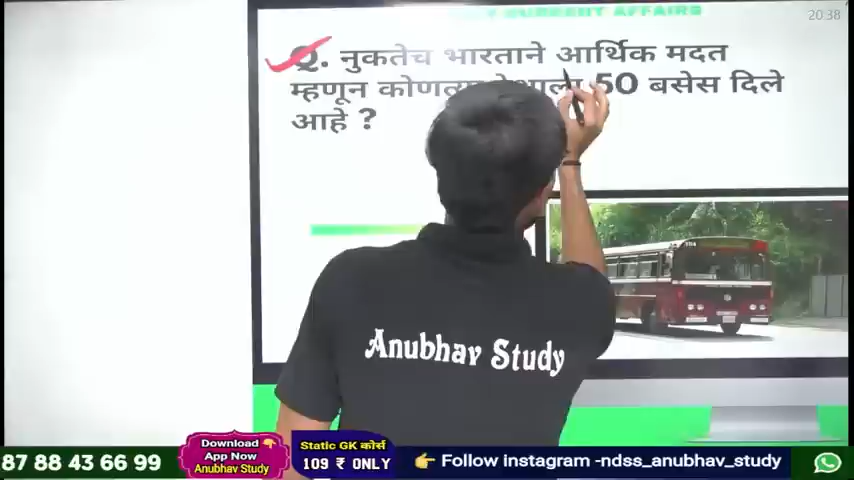 CURRENT AFFAIRS
20:38
Q. नुकतेच भारताने आर्थिक मदत
म्हणून 50 बसेस दिले
आहे ?
Anubhav Study
87 88 43 66 99
Download
App Now
Anubhav Study
Static GK कोर्स
109 ₹ ONLY
Follow instagram -ndss_anubhav_study